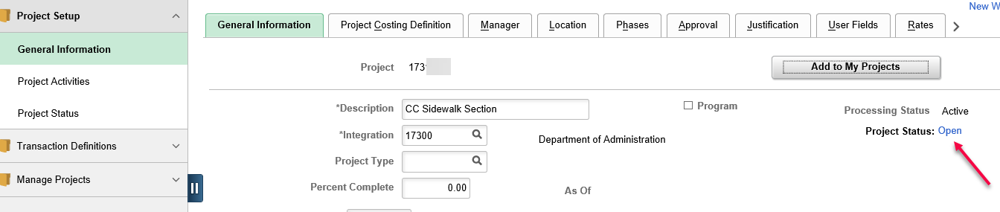 New W
Project Setup
General Information
Project Activities
Project Status
Transaction Definitions
Manage Projects
General Information Project Costing Definition Manager Location Phases Approval Justification User Fields Rates
Project 173
Add to My Projects
*Description CC Sidewalk Section
Program
Processing Status Active
*Integration 17300
Department of Administration
Project Status: Open
Project Type
Percent Complete 0.00
As Of